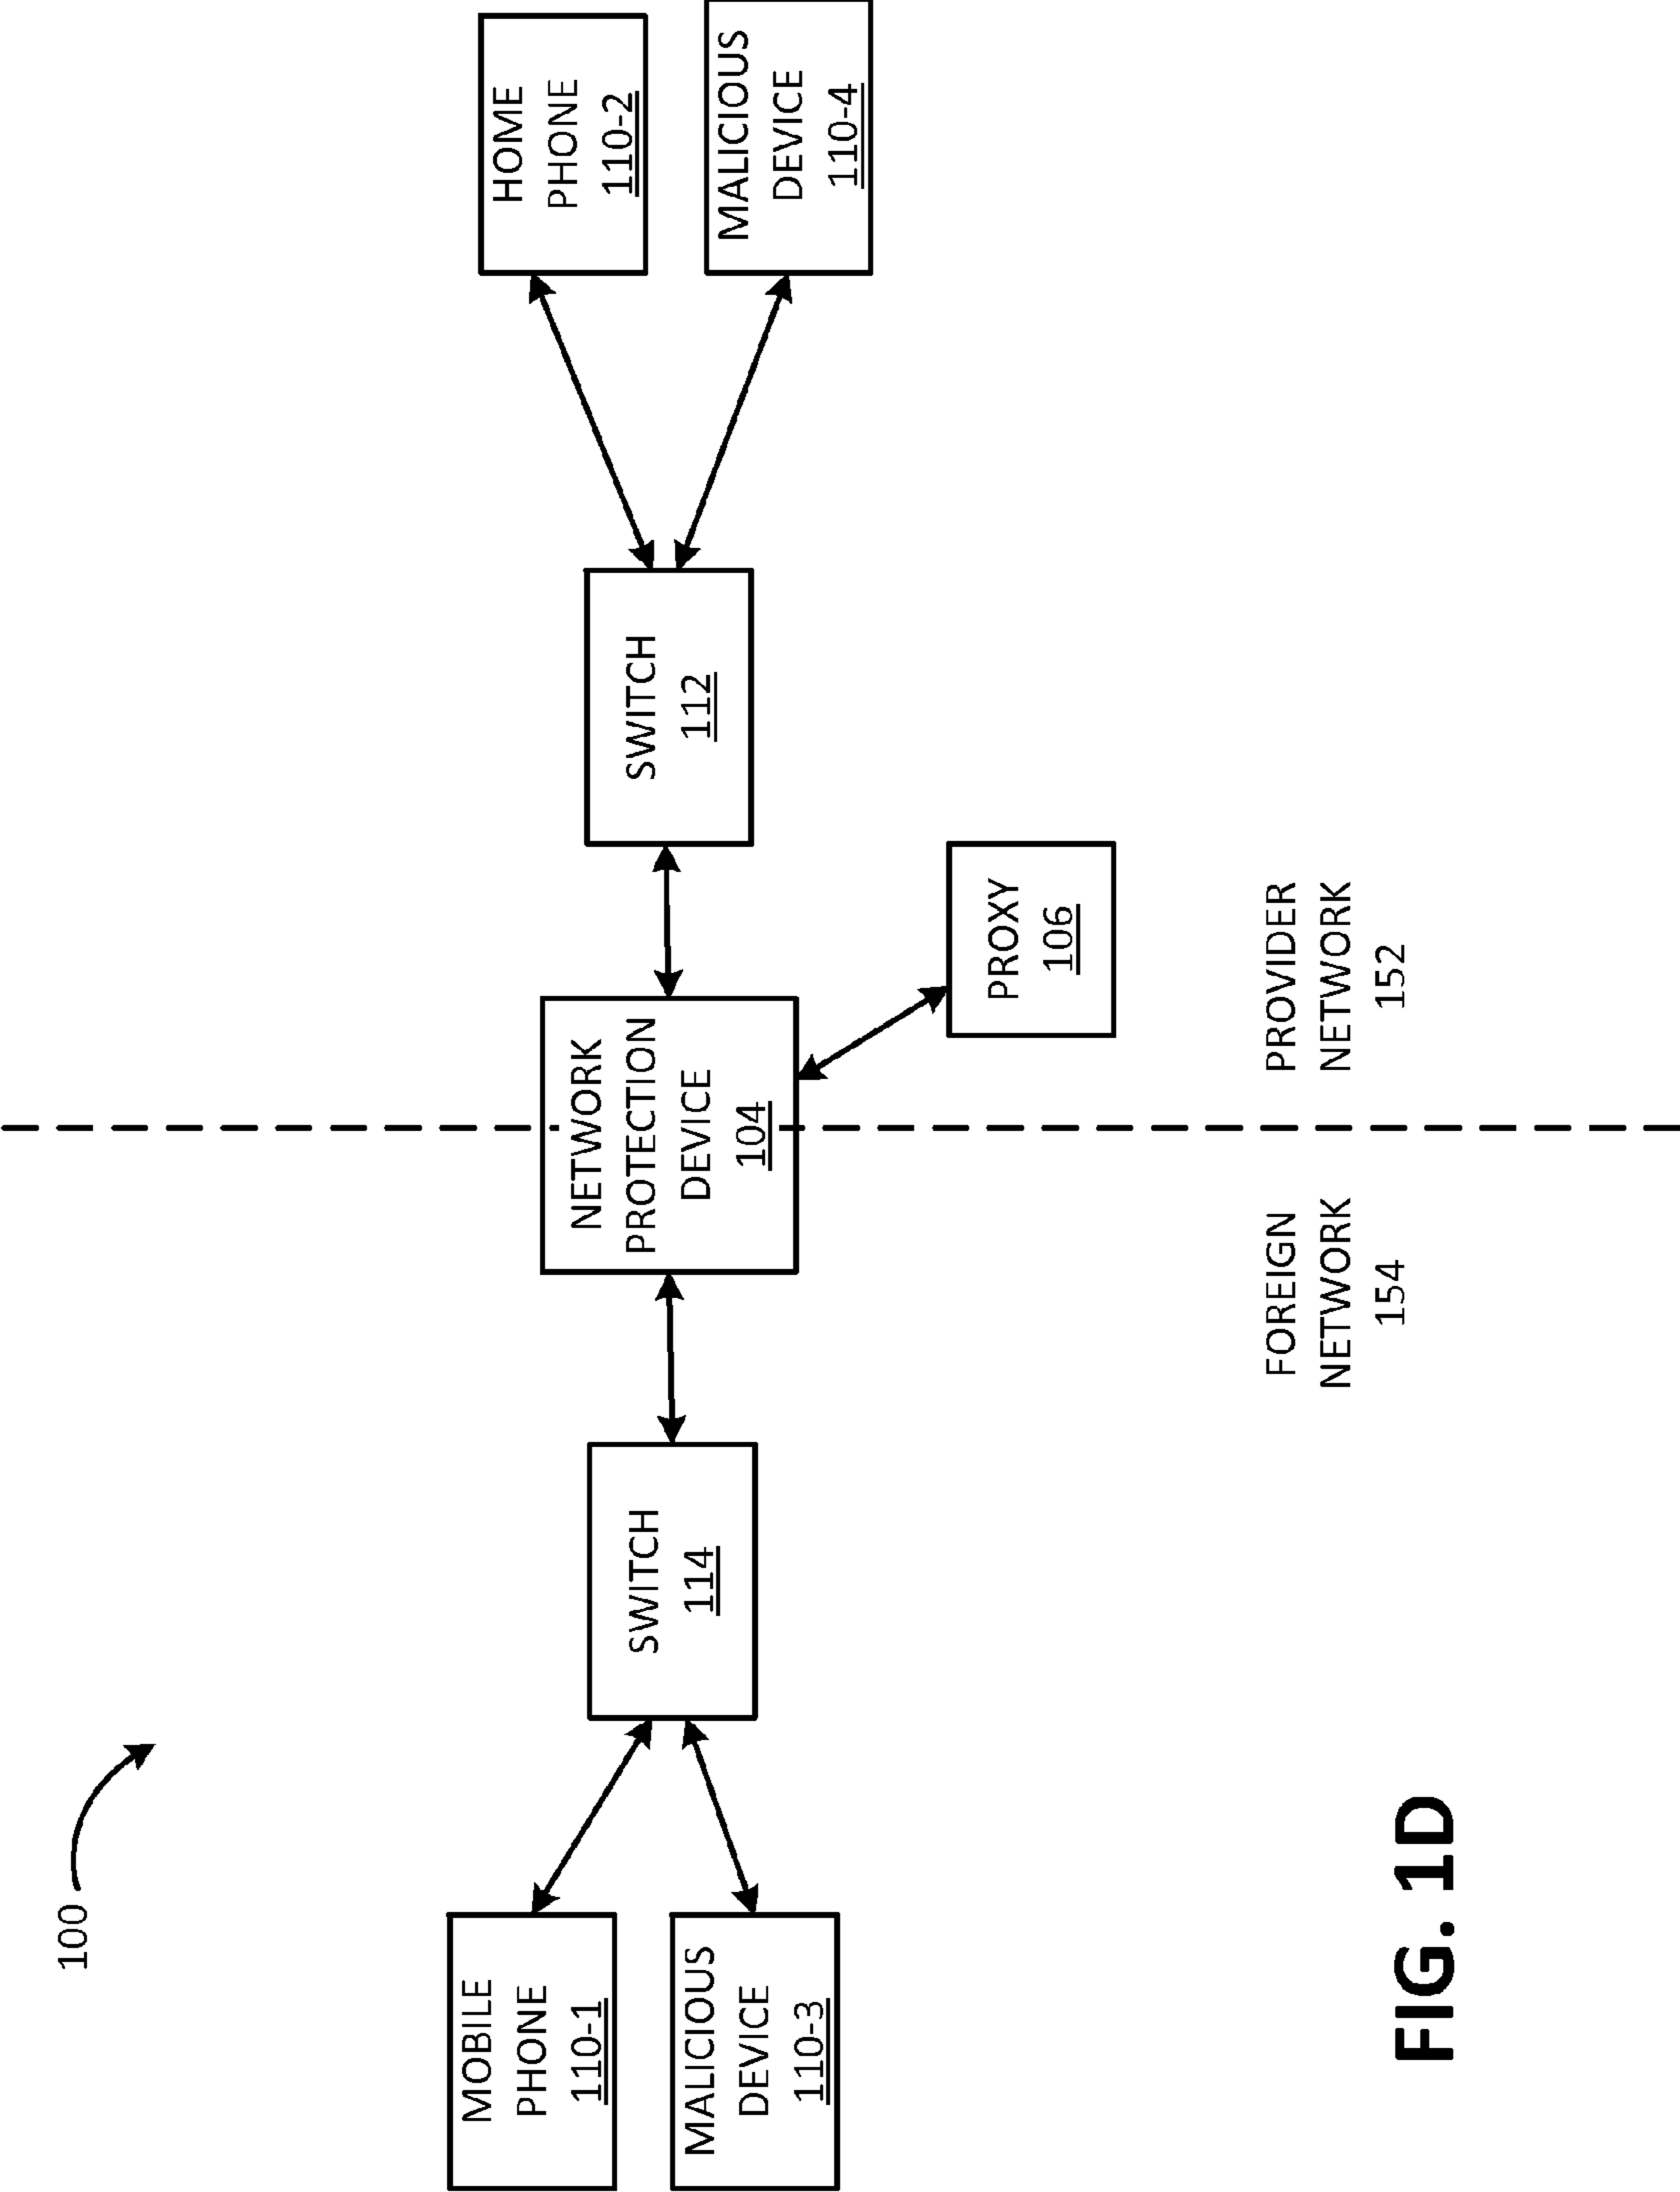 100
MOBILE
PHONE
110-1
MALICIOUS
DEVICE
110-3
SWITCH
114
NETWORK
PROTECTION
DEVICE
104
SWITCH
112
HOME
PHONE
110-2
MALICIOUS
DEVICE
110-4
PROXY
106
FOREIGN
NETWORK
154
PROVIDER
NETWORK
152
FIG. 1D